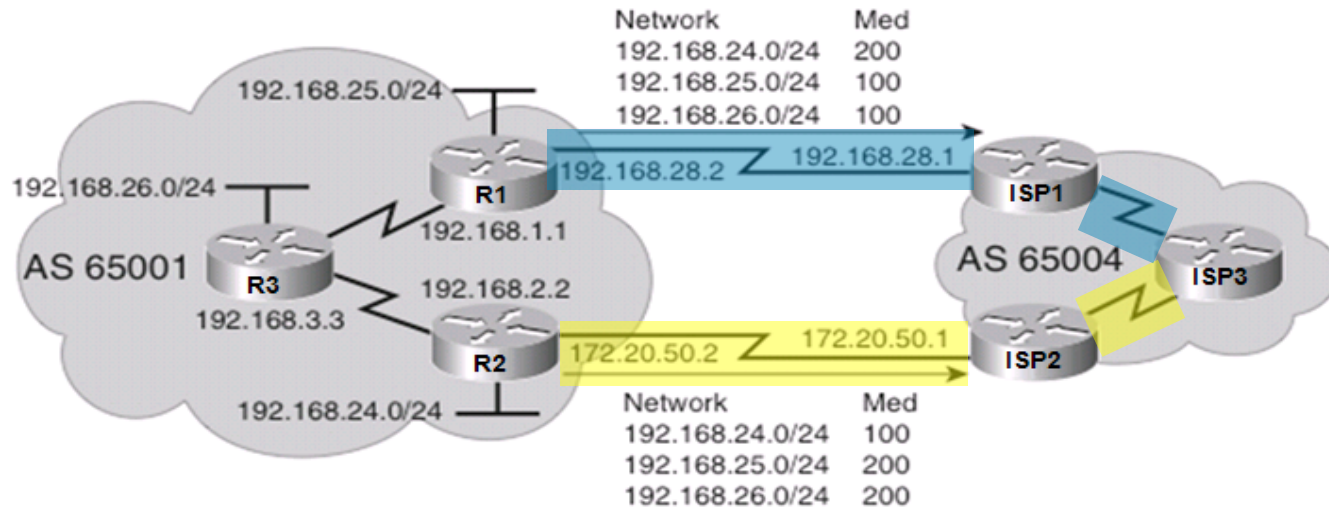 Network Med
192.168.24.0/24 200
192.168.25.0/24 100
192.168.26.0/24 100
192.168.25.0/24
192.168.28.2
192.168.28.1
R1
ISP1
192.168.26.0/24
192.168.1.1
AS 65001
R3
AS 65004
ISP3
192.168.2.2
192.168.3.3
172.20.50.2
172.20.50.1
R2
ISP2
192.168.24.0/24
Network Med
192.168.24.0/24 100
192.168.25.0/24 200
192.168.26.0/24 200